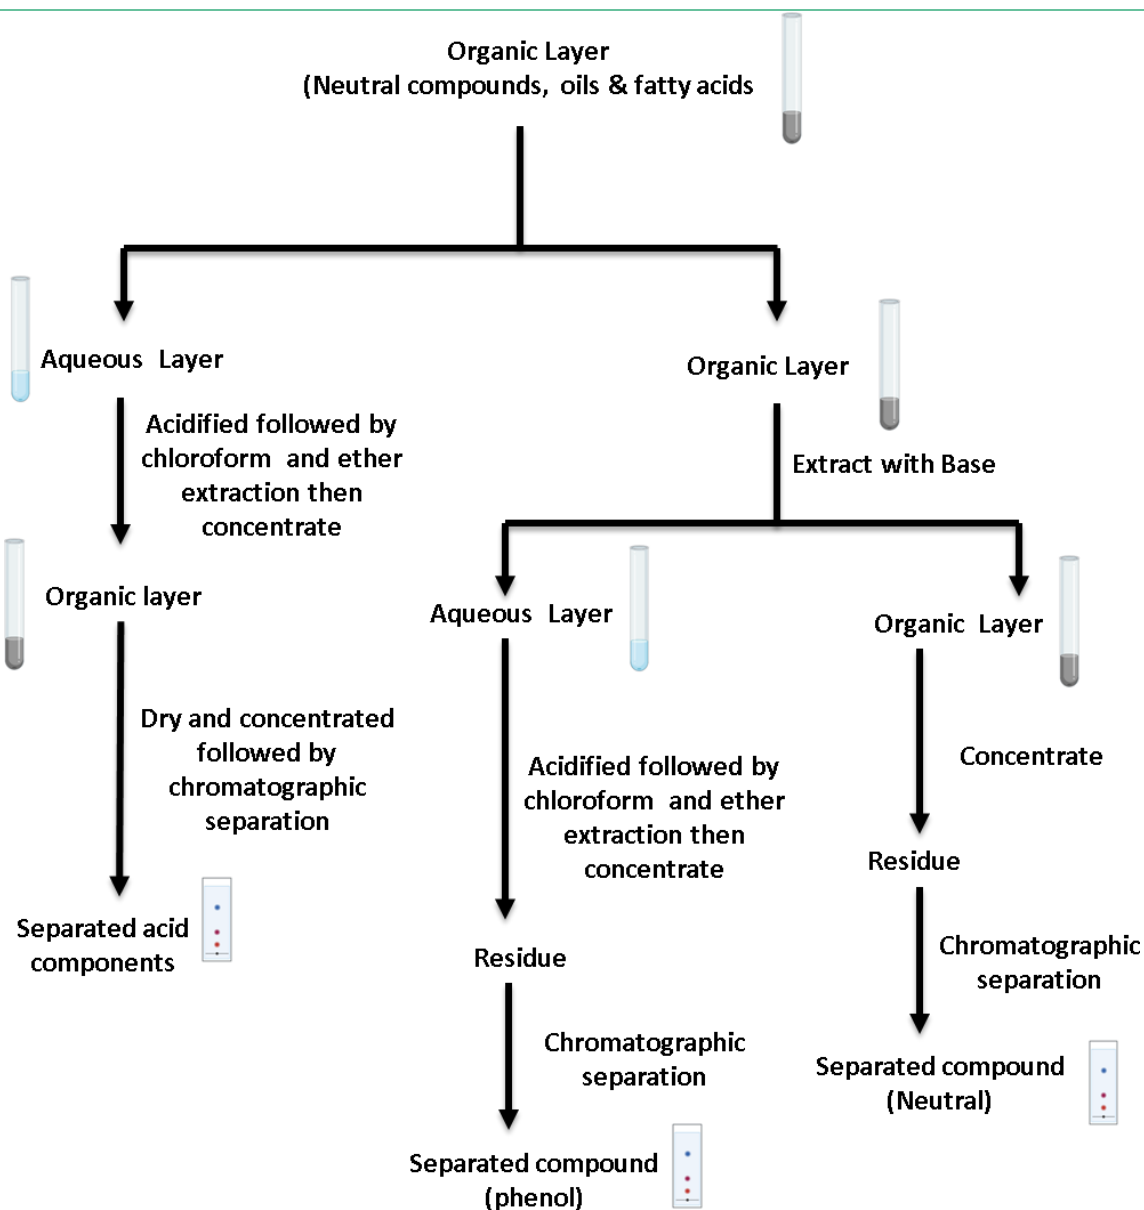 Organic Layer
(Neutral compounds, oils & fatty acids
Aqueous Layer
Organic Layer
Acidified followed by
chloroform and ether
extraction then
concentrate
Extract with Base
Organic layer
Aqueous Layer
Organic Layer
Dry and concentrated
followed by
chromatographic
separation
Acidified followed by
chloroform and ether
extraction then
concentrate
Concentrate
Residue
Separated acid
components
Residue
Chromatographic
separation
Chromatographic
separation
Separated compound
(Neutral)
Separated compound
(phenol)